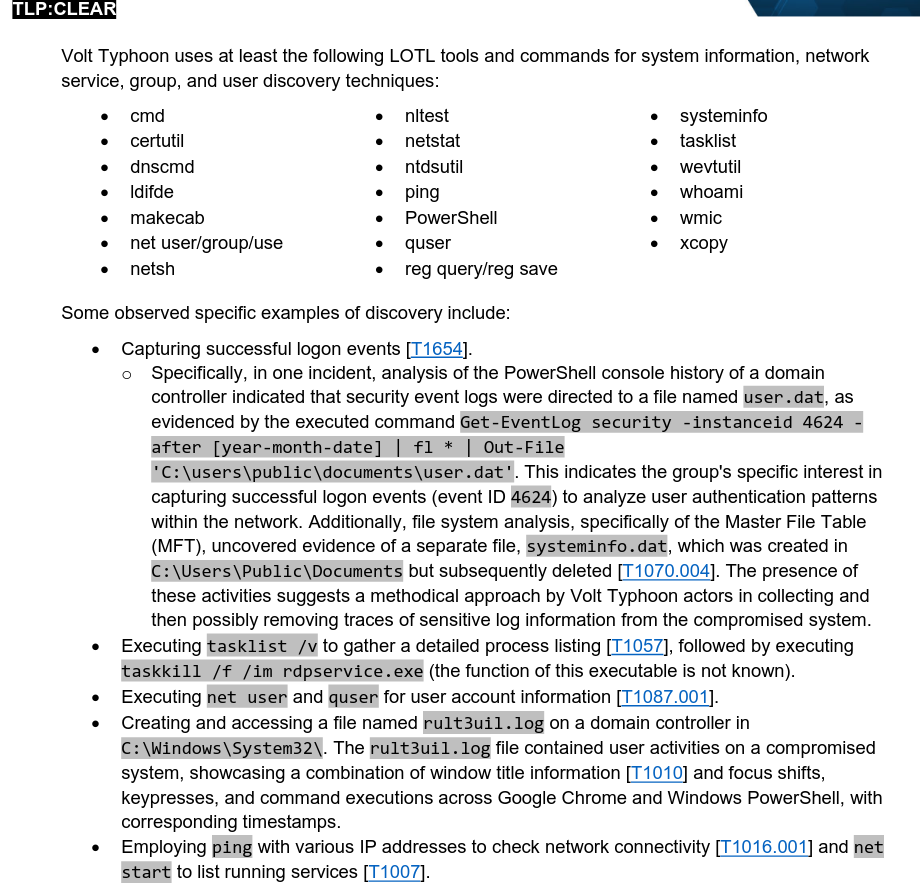 TLP:CLEAR
Volt Typhoon uses at least the following LOTL tools and commands for system information, network
service, group, and user discovery techniques:
• cmd
• certutil
• dnscmd
• ldifde
• makecab
• net user/group/use
• netsh
• nltest
• netstat
• ntdsutil
• ping
• PowerShell
• quser
• reg query/reg save
• systeminfo
• tasklist
• wevtutil
• whoami
• wmic
• xcopy
Some observed specific examples of discovery include:
• Capturing successful logon events [T1654].
o Specifically, in one incident, analysis of the PowerShell console history of a domain
controller indicated that security event logs were directed to a file named user.dat, as
evidenced by the executed command Get-EventLog security -instanceid 4624 -
after [year-month-date] | fl * | Out-File
'C:\users\public\documents\user.dat'. This indicates the group's specific interest in
capturing successful logon events (event ID 4624) to analyze user authentication patterns
within the network. Additionally, file system analysis, specifically of the Master File Table
(MFT), uncovered evidence of a separate file, systeminfo.dat, which was created in
C:\Users\Public\Documents but subsequently deleted [T1070.004]. The presence of
these activities suggests a methodical approach by Volt Typhoon actors in collecting and
then possibly removing traces of sensitive log information from the compromised system.
• Executing tasklist /v to gather a detailed process listing [T1057], followed by executing
taskkill /f /im rdpservice.exe (the function of this executable is not known).
• Executing net user and quser for user account information [T1087.001].
• Creating and accessing a file named rult3uil.log on a domain controller in
C:\Windows\System32\. The rult3uil.log file contained user activities on a compromised
system, showcasing a combination of window title information [T1010] and focus shifts,
keypresses, and command executions across Google Chrome and Windows PowerShell, with
corresponding timestamps.
• Employing ping with various IP addresses to check network connectivity [T1016.001] and net
start to list running services [T1007].